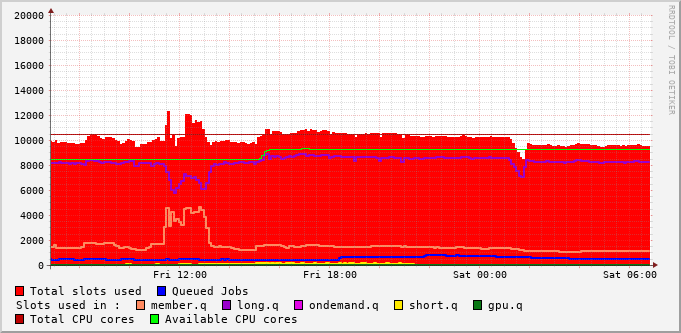 20000
18000
16000
14000
12000
10000
8000
6000
4000
2000
0
Fri 12:00 Fri 18:00 Sat 00:00 Sat 06:00
Total slots used Queued Jobs
Slots used in : member.q long.q ondemand.q short.q gpu.q
Total CPU cores Available CPU cores
RRDTOOL / TOBI OETIKER